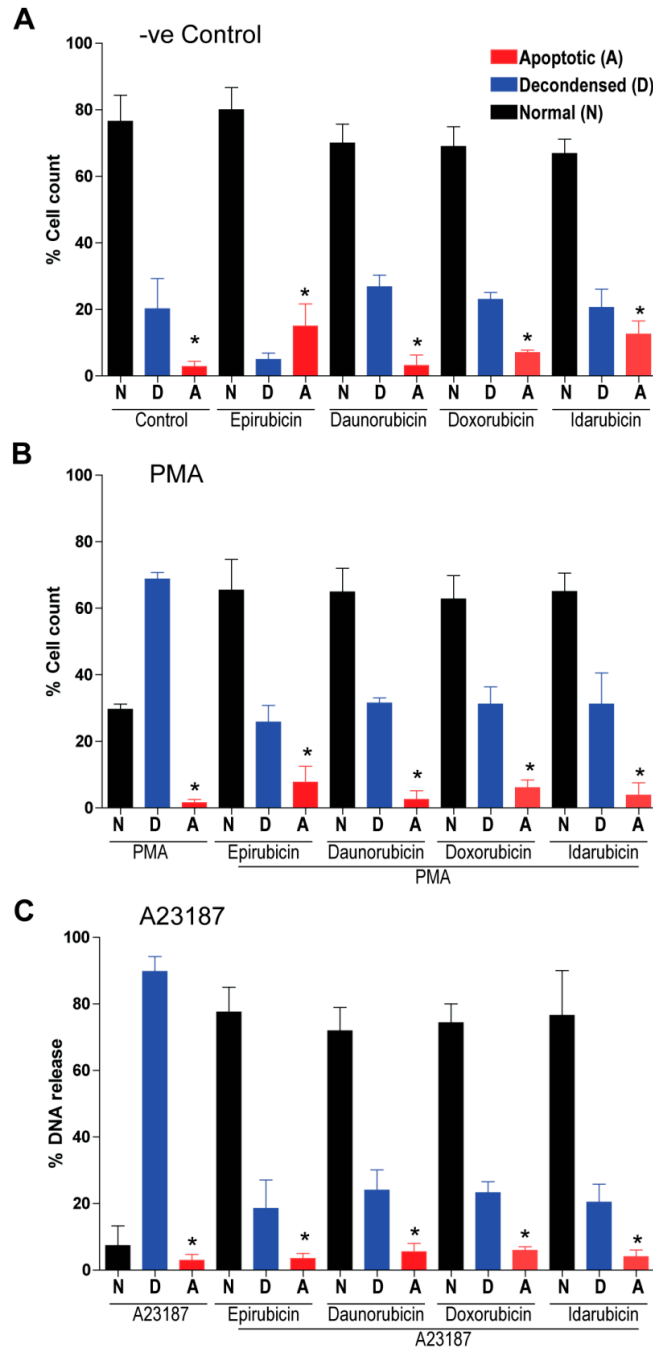 A
-ve Control
Apoptotic (A)
Decondensed (D)
Normal (N)
% Cell count
100
80
60
40
20
0
* * * * *
N D A N D A N D A N D A N D A
Control Epirubicin Daunorubicin Doxorubicin Idarubicin
B
PMA
% Cell count
100
80
60
40
20
0
* * * * *
N D A N D A N D A N D A N D A
PMA Epirubicin Daunorubicin Doxorubicin Idarubicin
PMA
C
A23187
% DNA release
100
80
60
40
20
0
* * * * *
N D A N D A N D A N D A N D A
A23187 Epirubicin Daunorubicin Doxorubicin Idarubicin
A23187